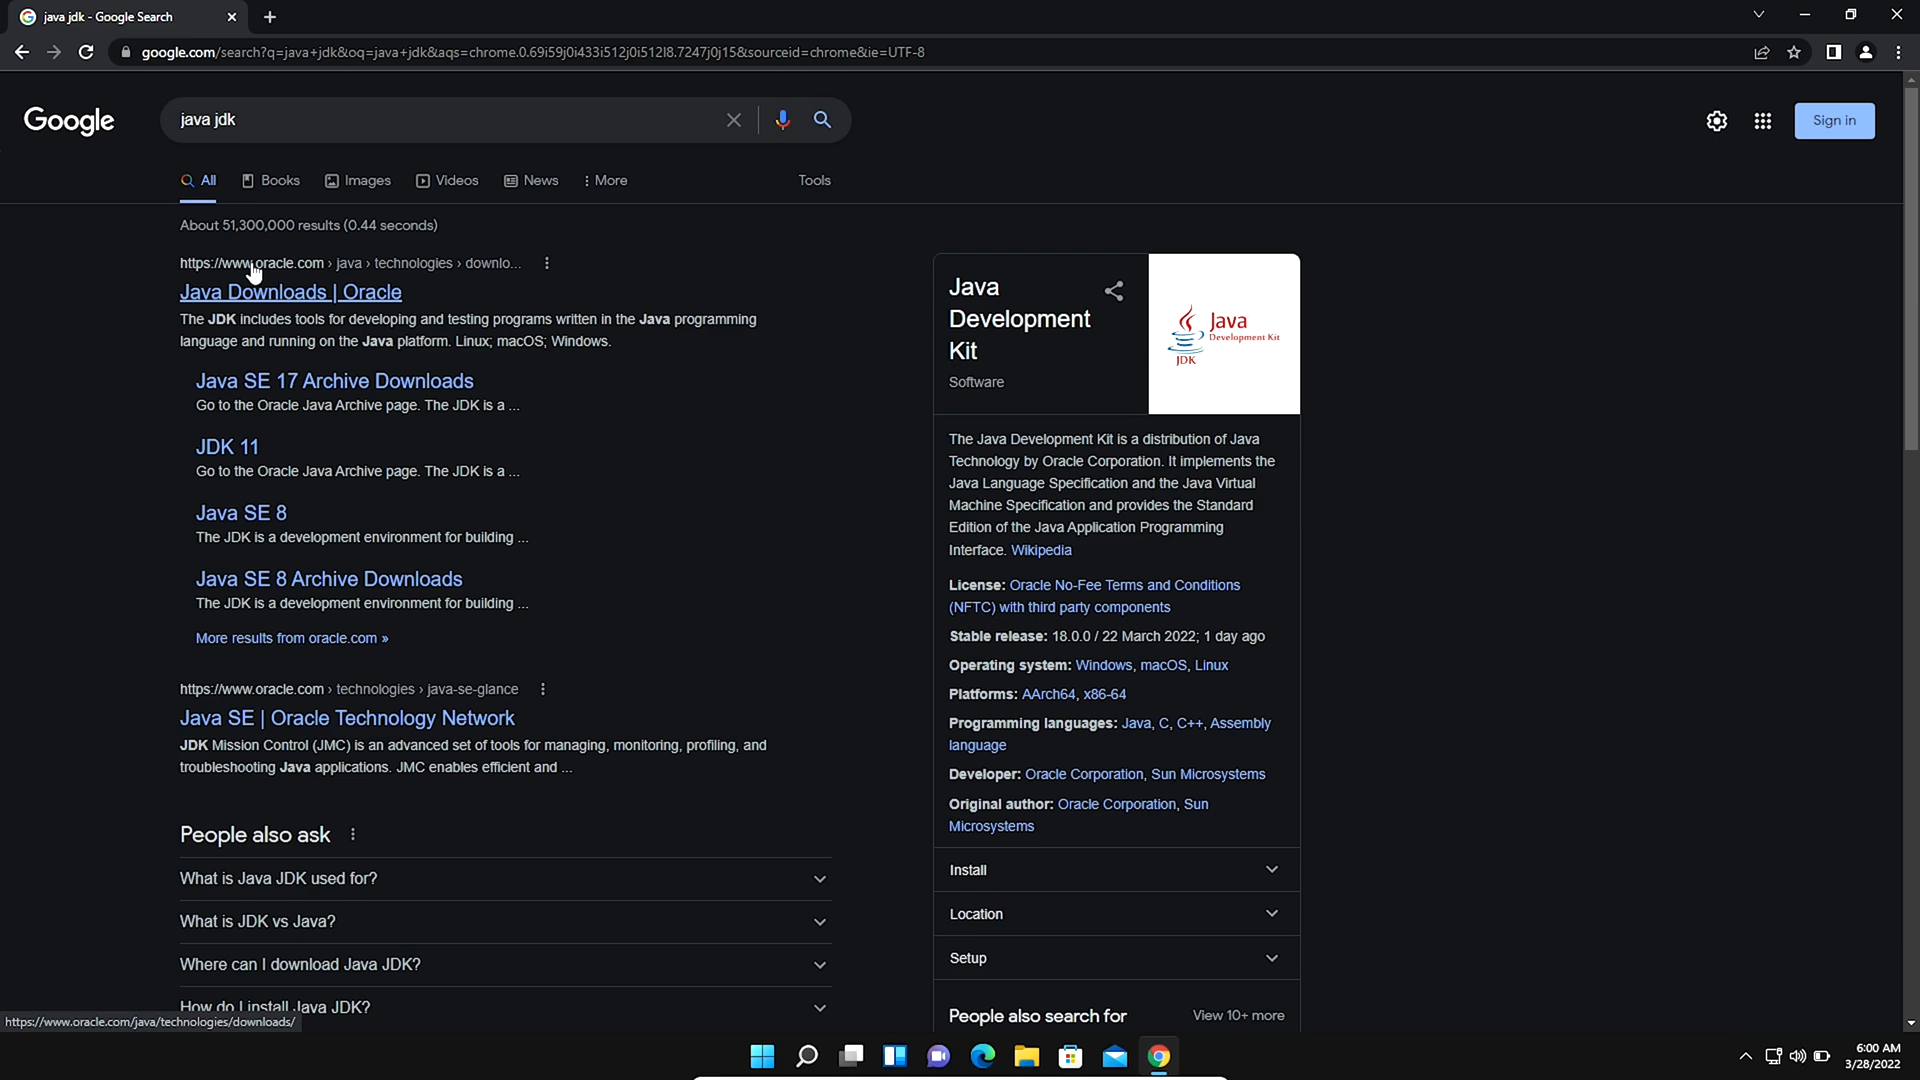 java jdk - Google Search
google.com/search?q=java+jdk&oq=java+jdk&aqs=chrome.0.69i59j0i433i512j0i512l8.7247j0j15&sourceid=chrome&ie=UTF-8
Google
java jdk
Sign in
All
Books
Images
Videos
News
More
Tools
About 51,300,000 results (0.44 seconds)
https://www.oracle.com › java › technologies › downlo...
Java Downloads | Oracle
The JDK includes tools for developing and testing programs written in the Java programming
language and running on the Java platform. Linux; macOS; Windows.
Java SE 17 Archive Downloads
Go to the Oracle Java Archive page. The JDK is a ...
JDK 11
Go to the Oracle Java Archive page. The JDK is a ...
Java SE 8
The JDK is a development environment for building ...
Java SE 8 Archive Downloads
The JDK is a development environment for building ...
More results from oracle.com »
https://www.oracle.com › technologies › java-se-glance
Java SE | Oracle Technology Network
JDK Mission Control (JMC) is an advanced set of tools for managing, monitoring, profiling, and
troubleshooting Java applications. JMC enables efficient and ...
People also ask
What is Java JDK used for?
What is JDK vs Java?
Where can I download Java JDK?
How do I install Java JDK?
https://www.oracle.com/java/technologies/downloads/
Java
Development
Kit
Software
Java
Development Kit
JDK
The Java Development Kit is a distribution of Java
Technology by Oracle Corporation. It implements the
Java Language Specification and the Java Virtual
Machine Specification and provides the Standard
Edition of the Java Application Programming
Interface. Wikipedia
License: Oracle No-Fee Terms and Conditions
(NFTC) with third party components
Stable release: 18.0.0 / 22 March 2022; 1 day ago
Operating system: Windows, macOS, Linux
Platforms: AArch64, x86-64
Programming languages: Java, C, C++, Assembly
language
Developer: Oracle Corporation, Sun Microsystems
Original author: Oracle Corporation, Sun
Microsystems
Install
Location
Setup
People also search for
View 10+ more
6:00 AM
3/28/2022